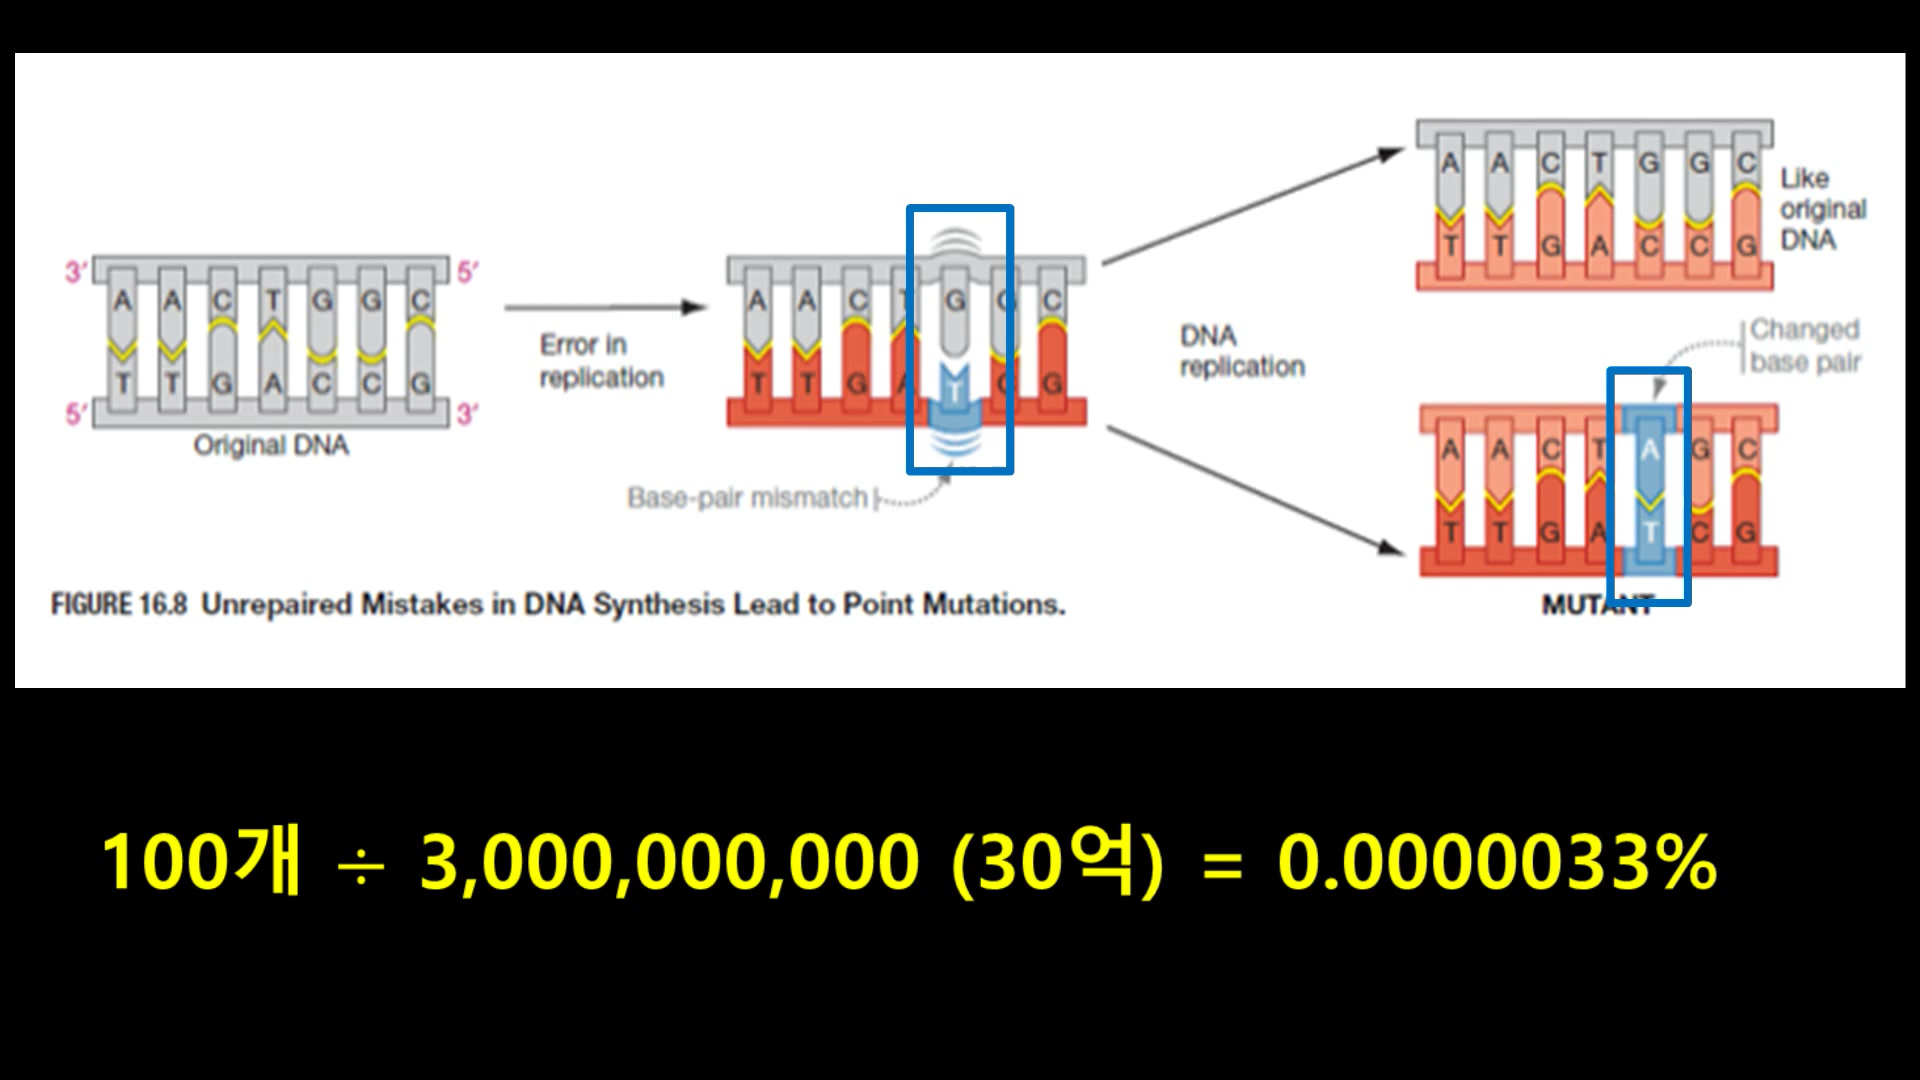 3′ 5′
A A C T G G C
T T G A C C G
5′ 3′
Original DNA
Error in
replication
A A C T G G C
T T G A T C G
Base-pair mismatch
DNA
replication
A A C T G G C
T T G A C C G
Like
original
DNA
Changed
base pair
A A C T A G C
T T G A T C G
MUTANT
FIGURE 16.8 Unrepaired Mistakes in DNA Synthesis Lead to Point Mutations.
100개 ÷ 3,000,000,000 (30억) = 0.0000033%